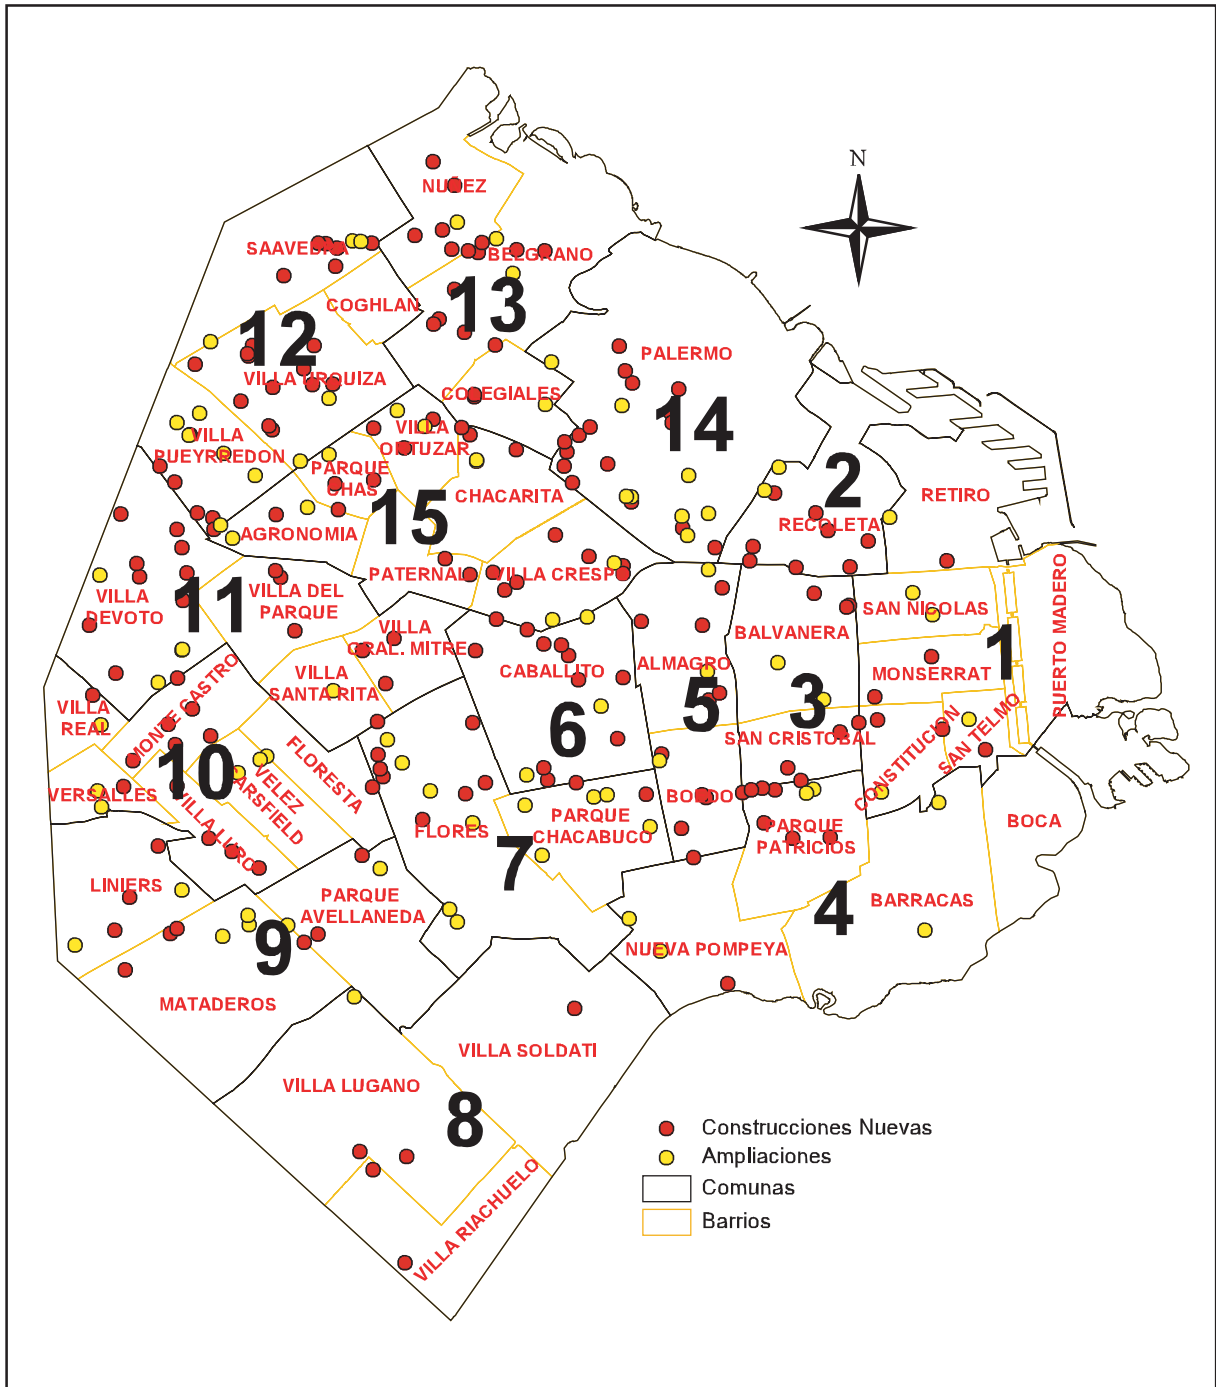 N
NUÑEZ
SAAVEDRA
BELGRANO
COGHLAN
13
12
PALERMO
VILLA URQUIZA
COLEGIALES
14
VILLA
ORTUZAR
VILLA
PUEYRREDON
PARQUE
CHAS
2
CHACARITA
RETIRO
15
RECOLETA
AGRONOMIA
PATERNAL
VILLA CRESPO
11
VILLA
DEVOTO
VILLA DEL
PARQUE
SAN NICOLAS
PUERTO MADERO
VILLA
GRAL. MITRE
BALVANERA
1
CABALLITO
ALMAGRO
MONSERRAT
VILLA
SANTA RITA
MONTE CASTRO
VILLA
REAL
5
3
6
SAN CRISTOBAL
CONSTITUCION
SAN TELMO
10
FLORESTA
VELEZ
SARSFIELD
VERSALLES
VILLA LURO
BOEDO
FLORES
PARQUE
CHACABUCO
PARQUE
PATRICIOS
BOCA
7
LINIERS
PARQUE
AVELLANEDA
4
BARRACAS
9
NUEVA POMPEYA
MATADEROS
VILLA SOLDATI
VILLA LUGANO
8
VILLA RIACHUELO
Construcciones Nuevas
Ampliaciones
Comunas
Barrios